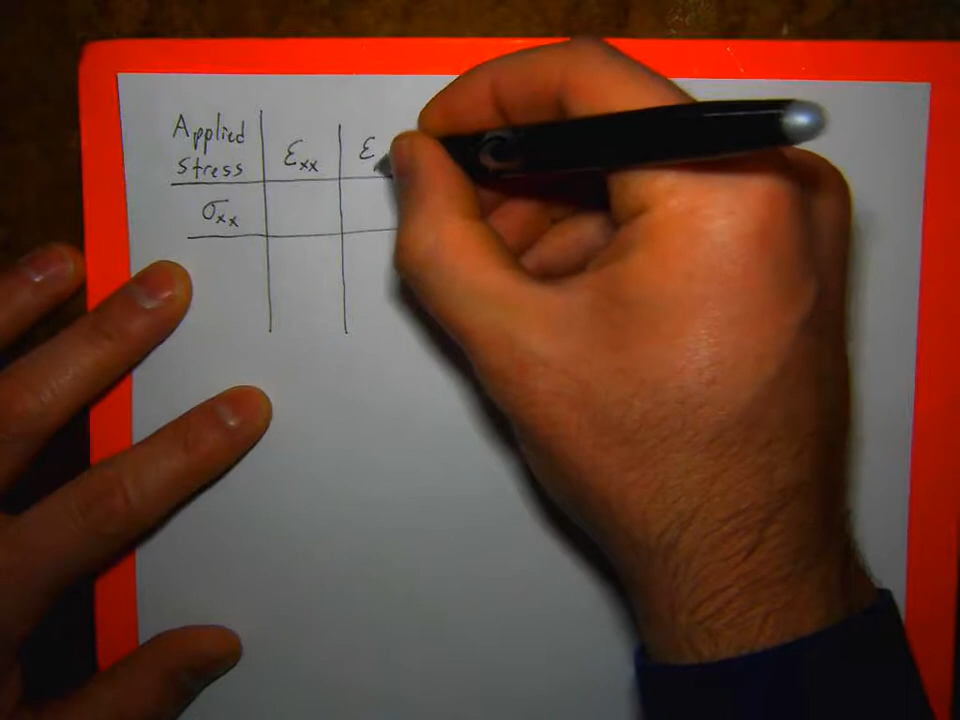 Applied
Stress
εxx
ε
σxx